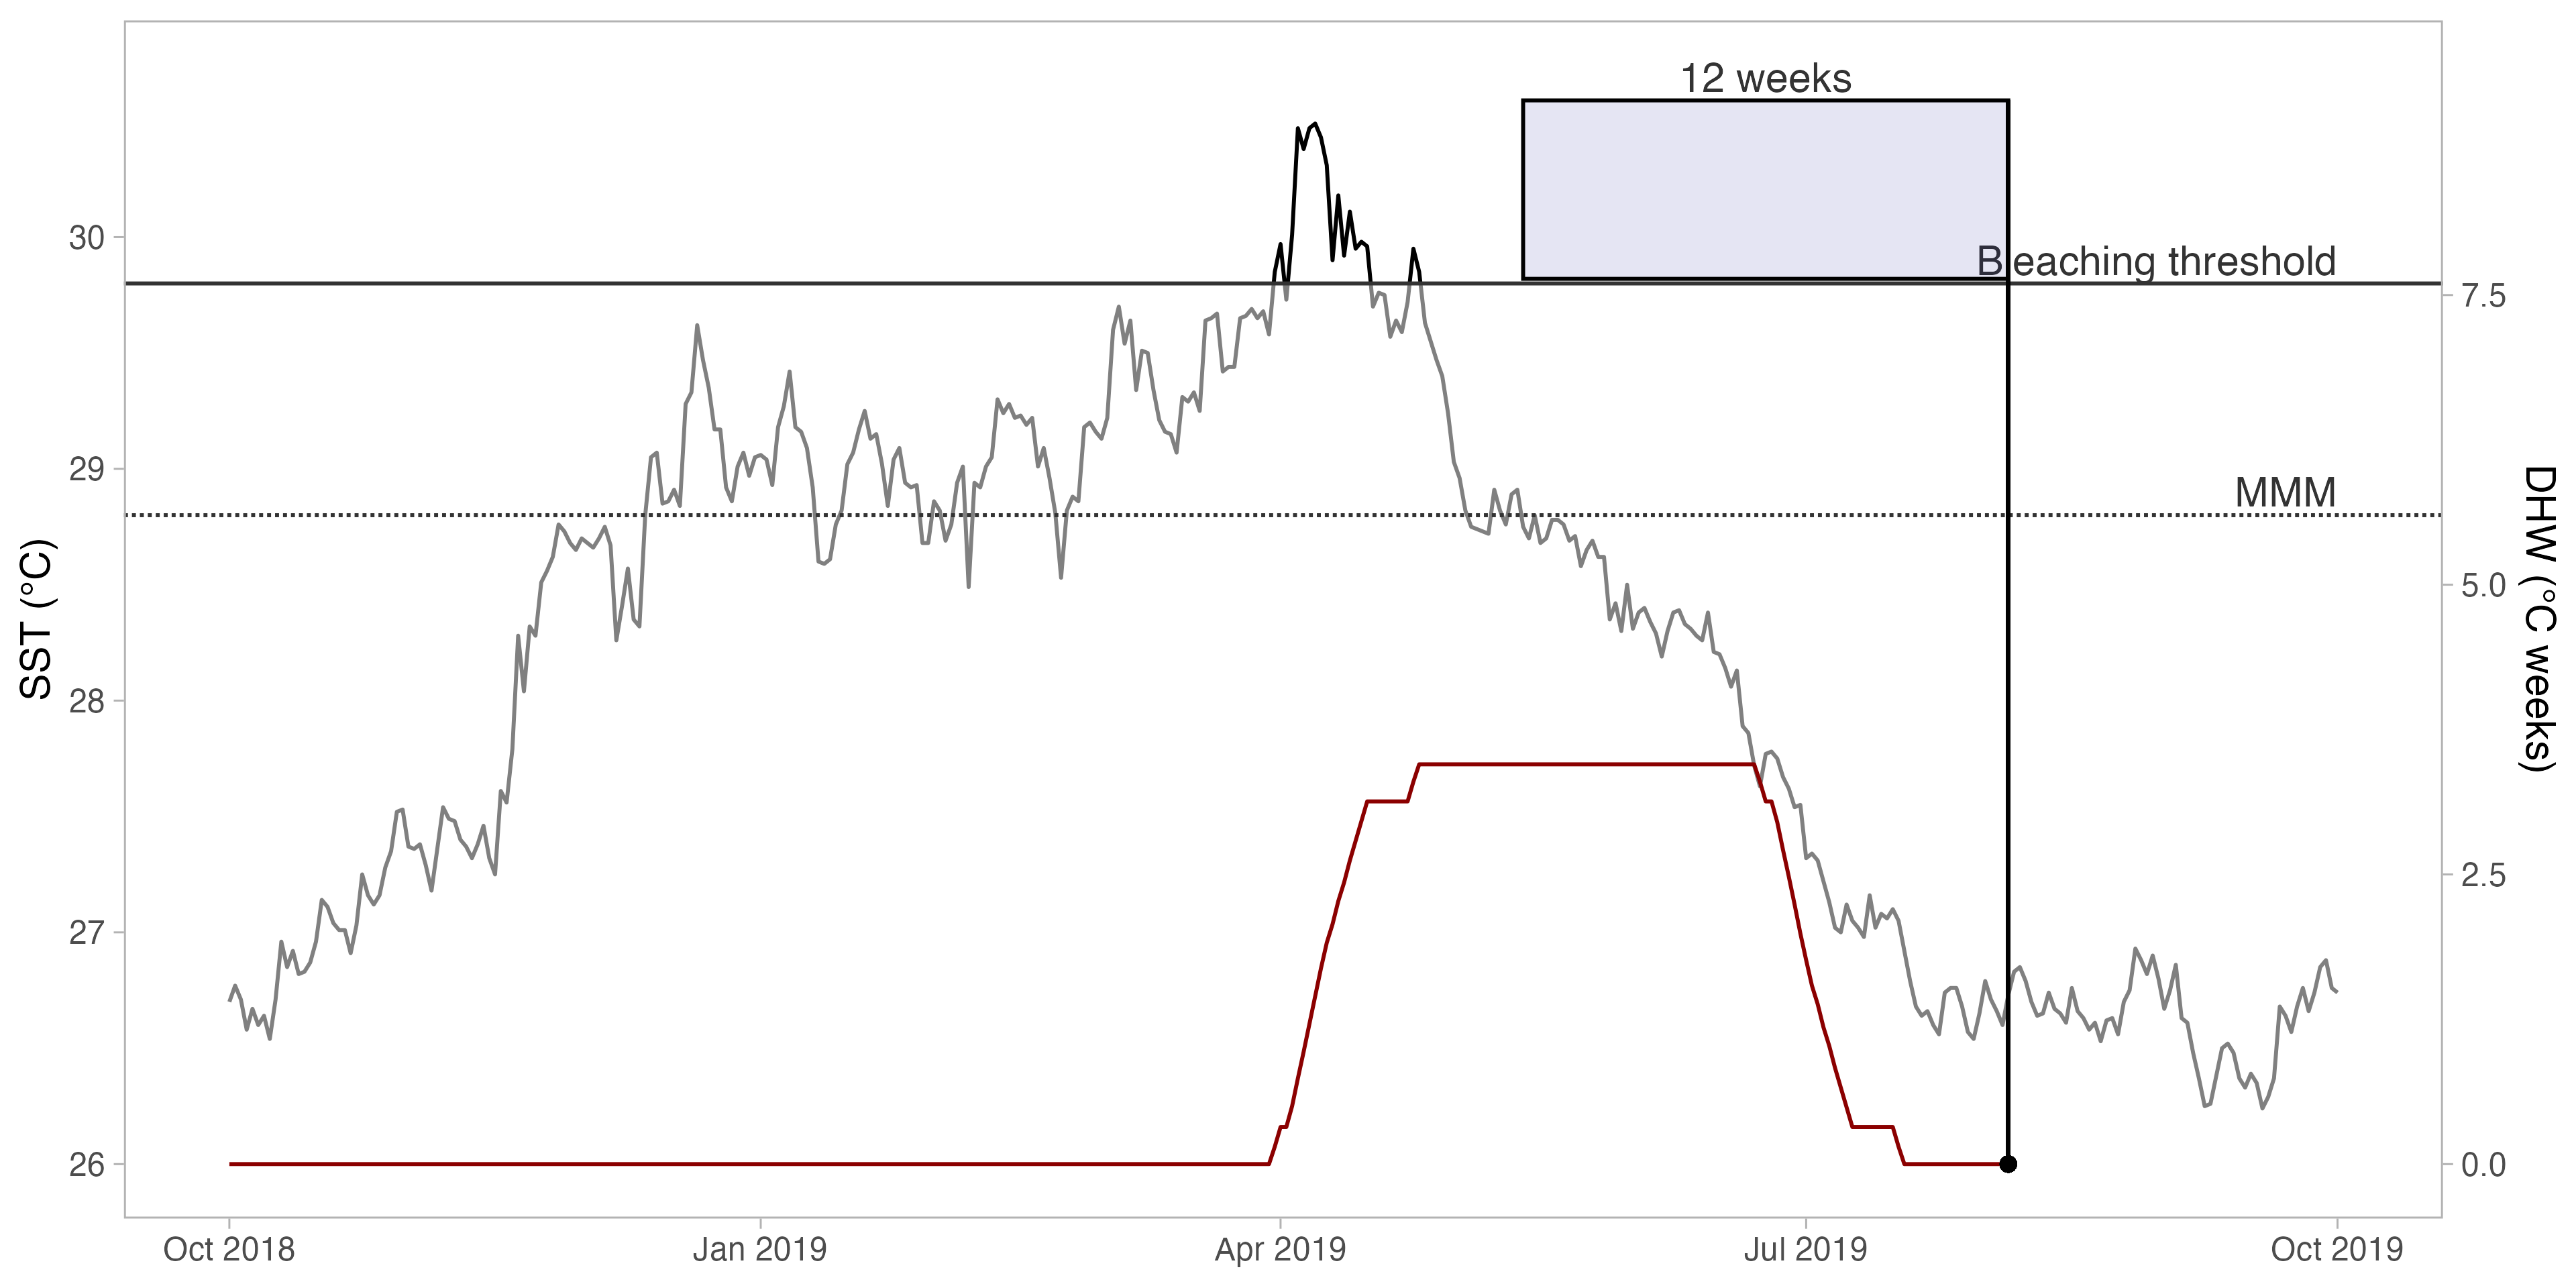 12 weeks
30
Bleaching threshold
7.5
29
MMM
SST (°C)
DHW (°C weeks)
5.0
28
27
2.5
26
0.0
Oct 2018
Jan 2019
Apr 2019
Jul 2019
Oct 2019